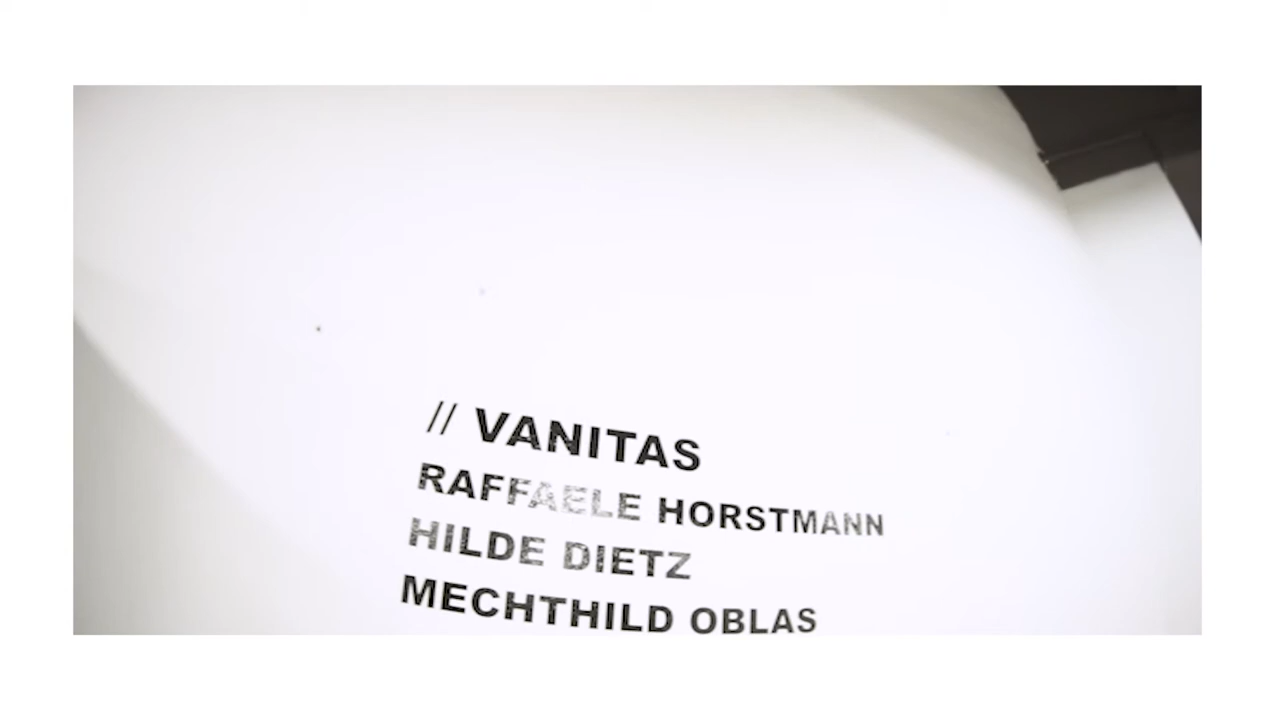 // VANITAS
RAFFAELE HORSTMANN
HILDE DIETZ
MECHTHILD OBLAS